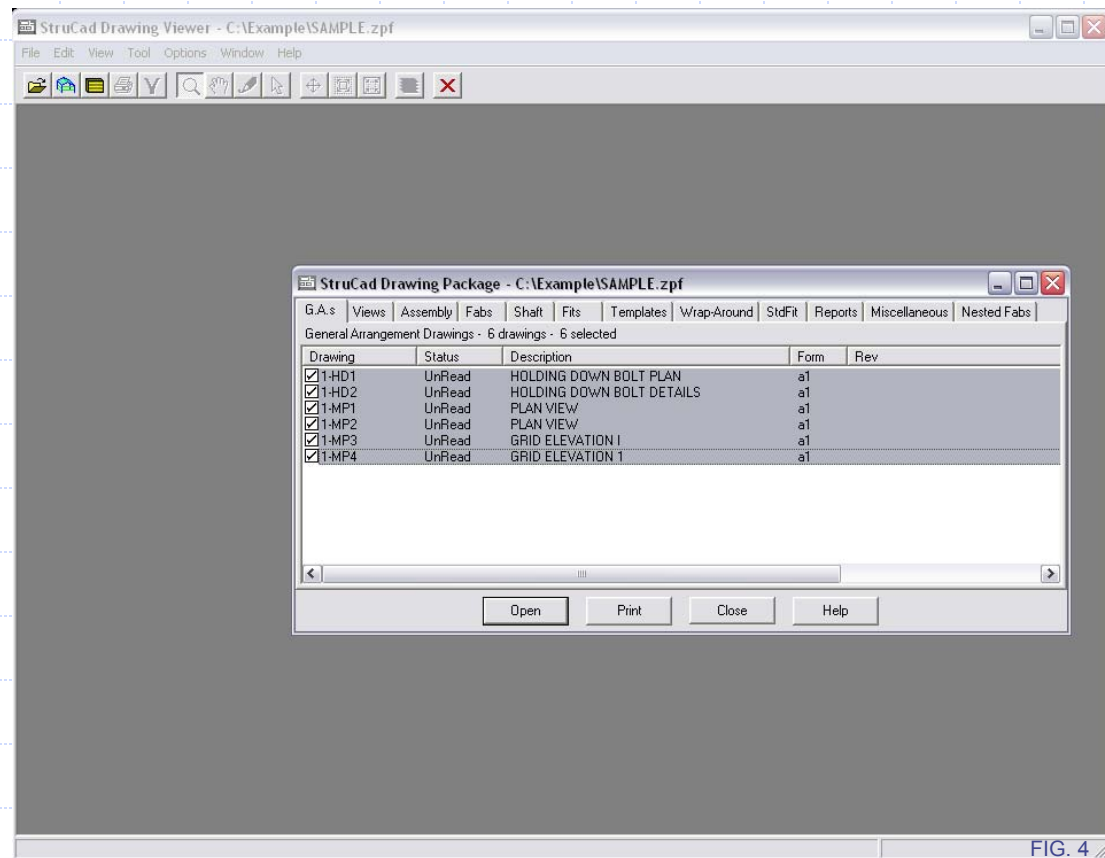 StruCad Drawing Viewer - C:\Example\SAMPLE.zpf
File Edit View Tool Options Window Help
StruCad Drawing Package - C:\Example\SAMPLE.zpf
G.A.s Views Assembly Fabs Shaft Fits Templates Wrap-Around StdFit Reports Miscellaneous Nested Fabs
General Arrangement Drawings - 6 drawings - 6 selected
Drawing Status Description Form Rev
1-HD1 UnRead HOLDING DOWN BOLT PLAN a1
1-HD2 UnRead HOLDING DOWN BOLT DETAILS a1
1-MP1 UnRead PLAN VIEW a1
1-MP2 UnRead PLAN VIEW a1
1-MP3 UnRead GRID ELEVATION I a1
1-MP4 UnRead GRID ELEVATION 1 a1
Open Print Close Help
FIG. 4